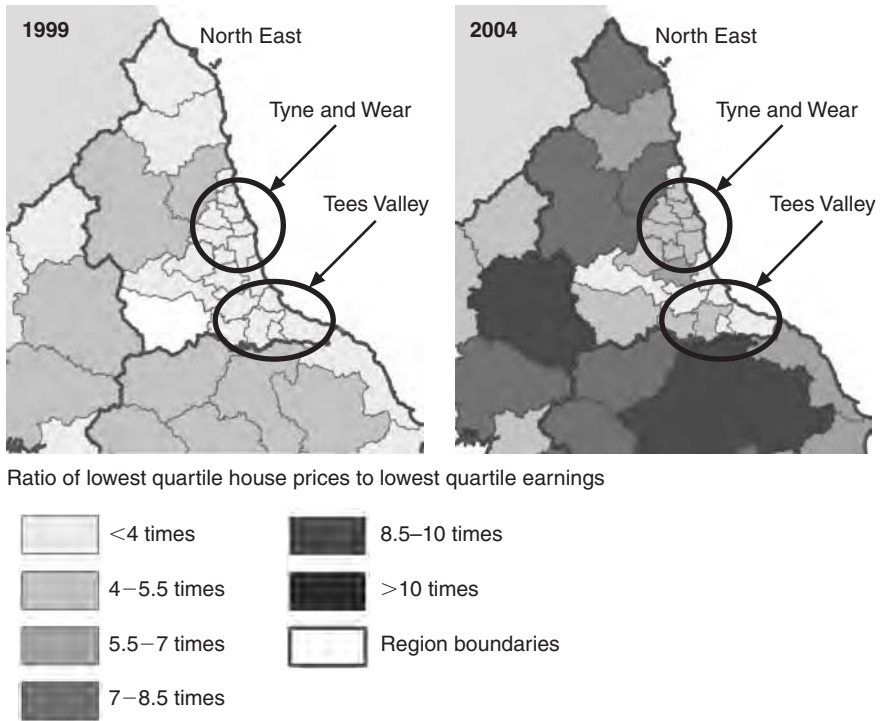 1999
North East
Tyne and Wear
Tees Valley
2004
North East
Tyne and Wear
Tees Valley
Ratio of lowest quartile house prices to lowest quartile earnings
<4 times
4–5.5 times
5.5–7 times
7–8.5 times
8.5–10 times
>10 times
Region boundaries